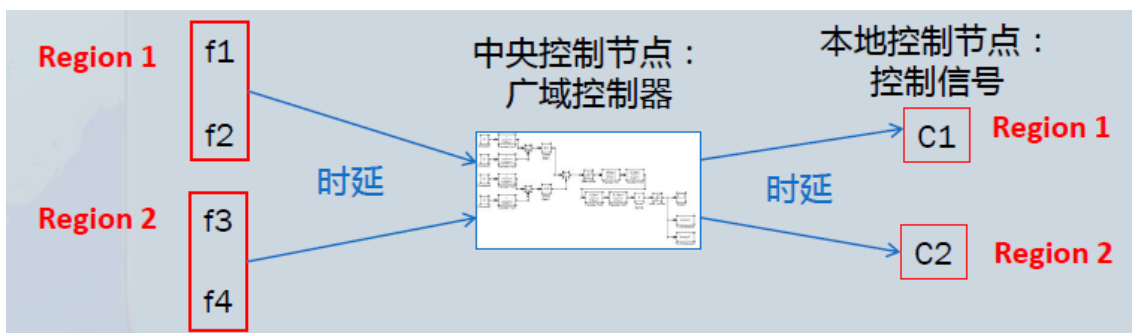 Region 1
f1
f2
Region 2
f3
f4
时延
中央控制节点：
广域控制器
时延
本地控制节点：
控制信号
C1
Region 1
C2
Region 2